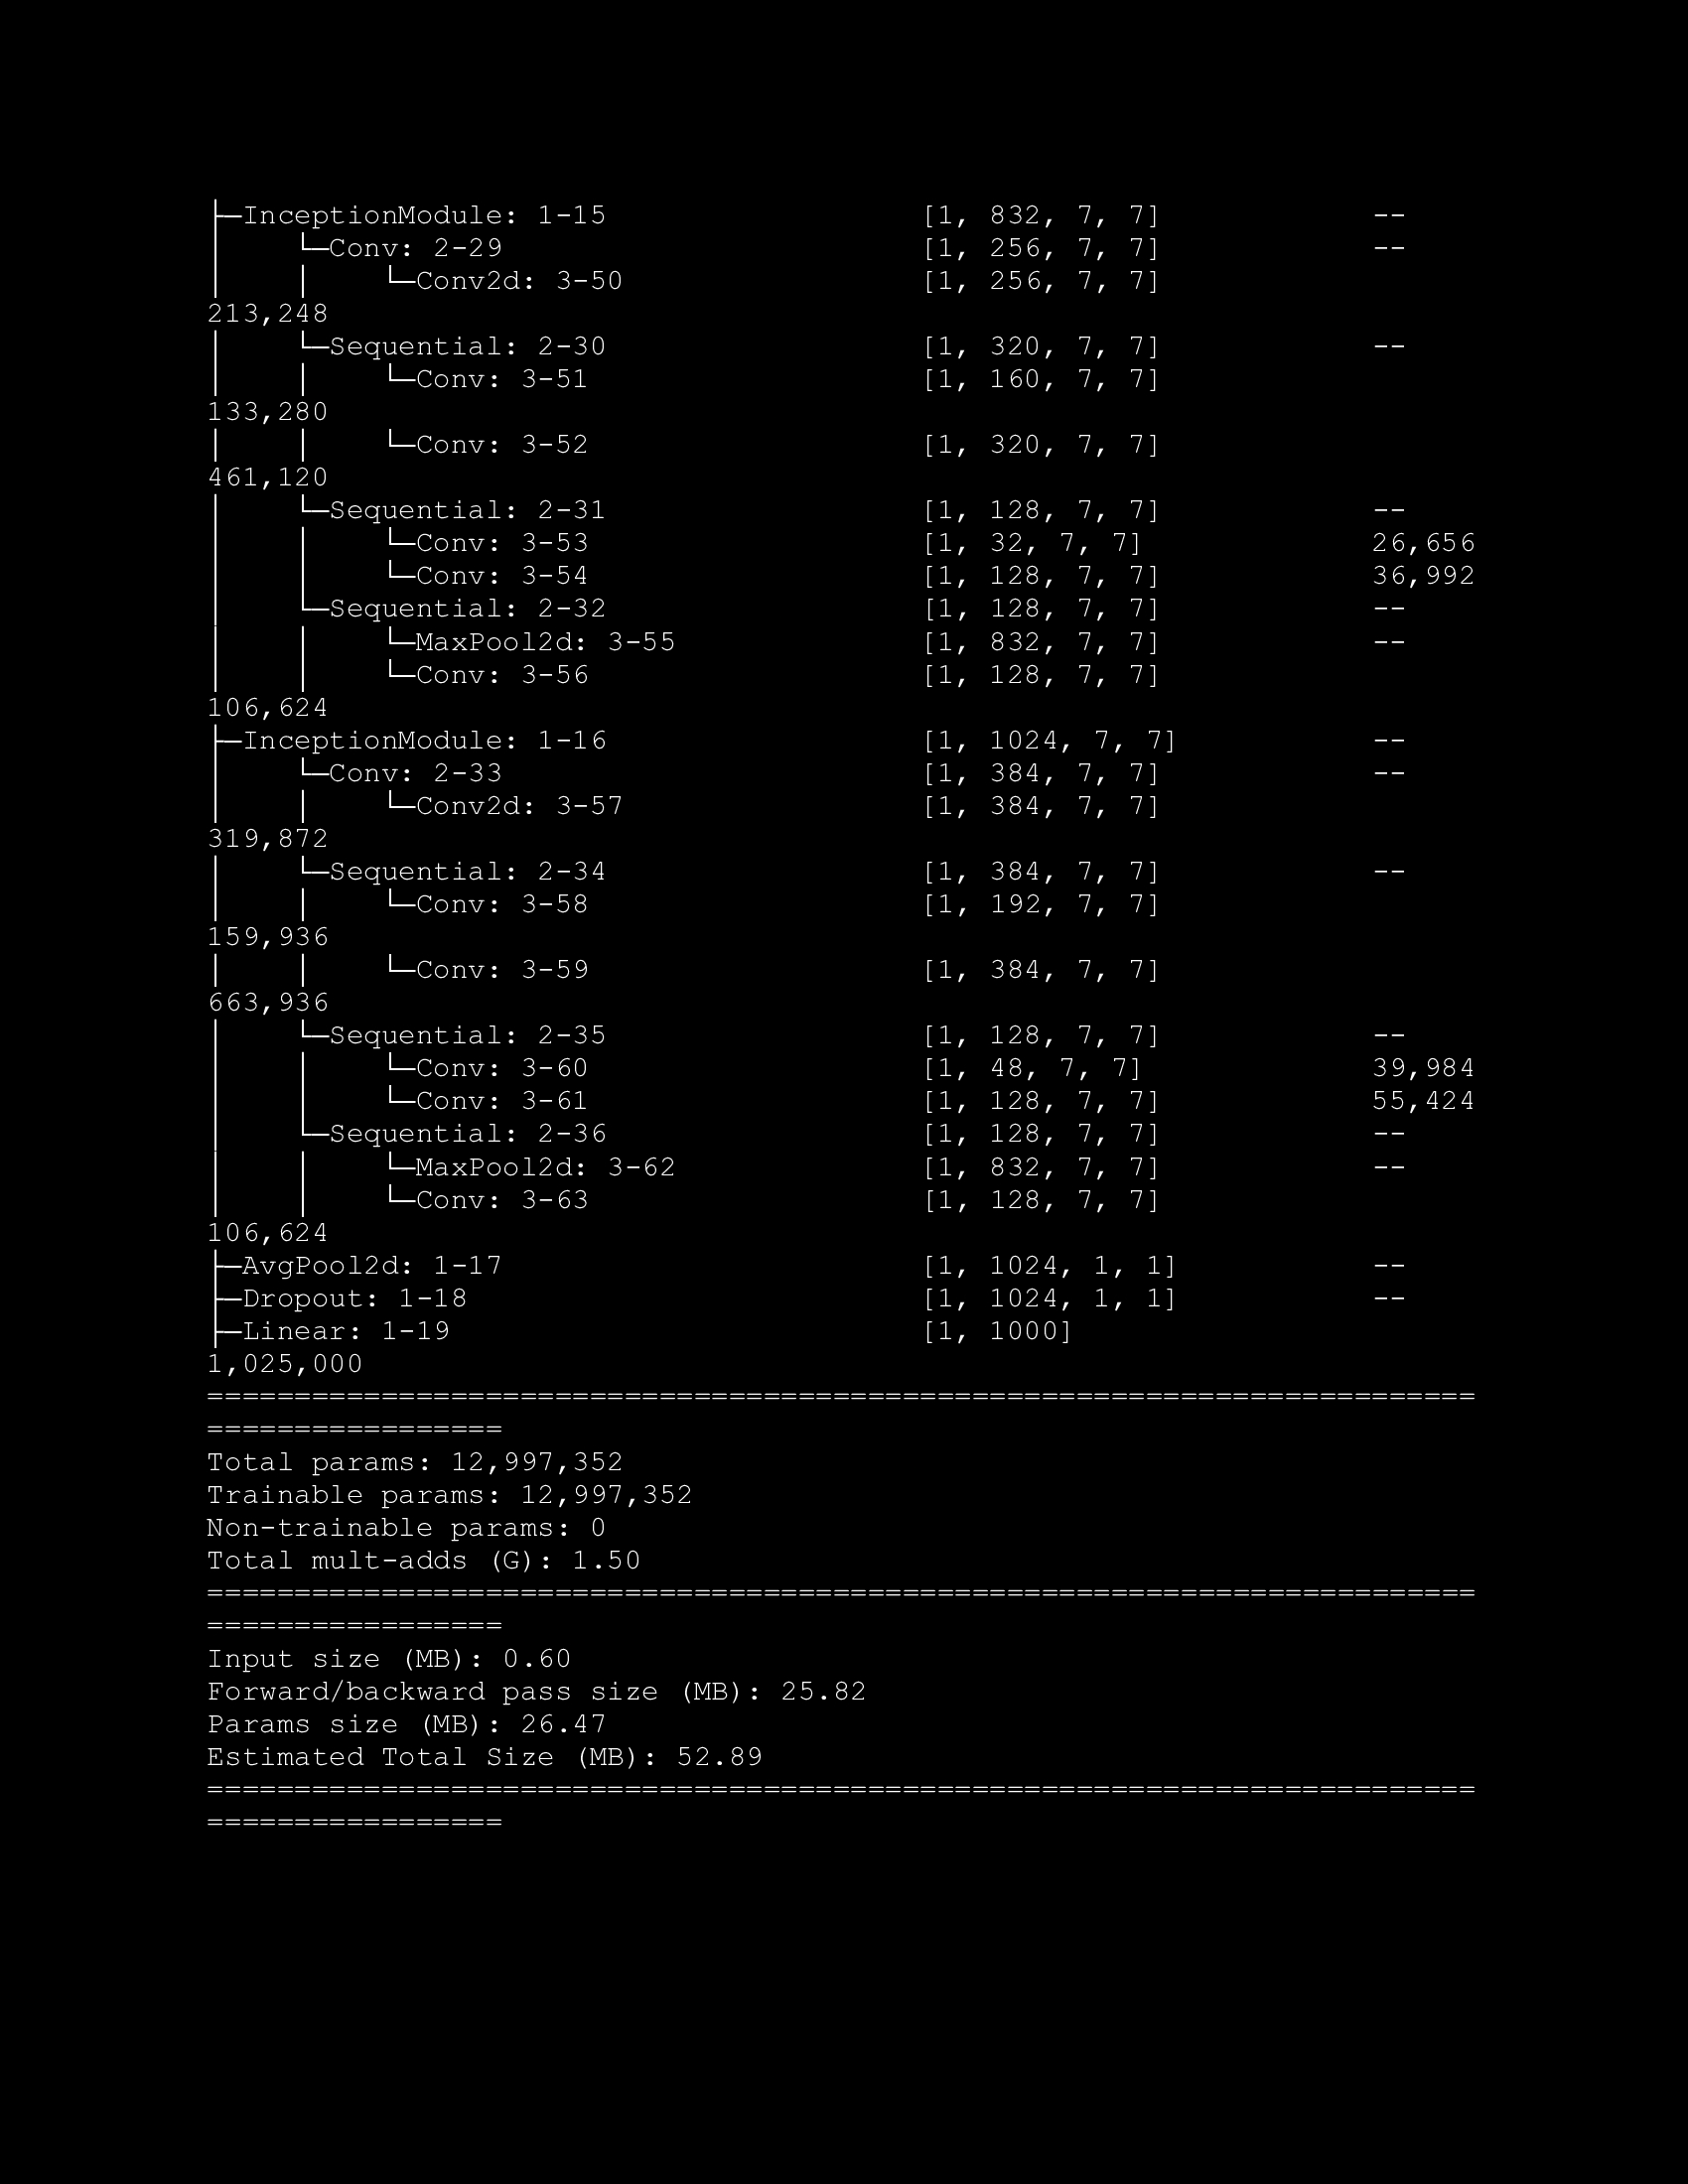 ├─InceptionModule: 1-15                  [1, 832, 7, 7]            --
│    └─Conv: 2-29                        [1, 256, 7, 7]            --
│    │    └─Conv2d: 3-50                 [1, 256, 7, 7]
213,248
│    └─Sequential: 2-30                  [1, 320, 7, 7]            --
│    │    └─Conv: 3-51                   [1, 160, 7, 7]
133,280
│    │    └─Conv: 3-52                   [1, 320, 7, 7]
461,120
│    └─Sequential: 2-31                  [1, 128, 7, 7]            --
│    │    └─Conv: 3-53                   [1, 32, 7, 7]             26,656
│    │    └─Conv: 3-54                   [1, 128, 7, 7]            36,992
│    └─Sequential: 2-32                  [1, 128, 7, 7]            --
│    │    └─MaxPool2d: 3-55              [1, 832, 7, 7]            --
│    │    └─Conv: 3-56                   [1, 128, 7, 7]
106,624
├─InceptionModule: 1-16                  [1, 1024, 7, 7]           --
│    └─Conv: 2-33                        [1, 384, 7, 7]            --
│    │    └─Conv2d: 3-57                 [1, 384, 7, 7]
319,872
│    └─Sequential: 2-34                  [1, 384, 7, 7]            --
│    │    └─Conv: 3-58                   [1, 192, 7, 7]
159,936
│    │    └─Conv: 3-59                   [1, 384, 7, 7]
663,936
│    └─Sequential: 2-35                  [1, 128, 7, 7]            --
│    │    └─Conv: 3-60                   [1, 48, 7, 7]             39,984
│    │    └─Conv: 3-61                   [1, 128, 7, 7]            55,424
│    └─Sequential: 2-36                  [1, 128, 7, 7]            --
│    │    └─MaxPool2d: 3-62              [1, 832, 7, 7]            --
│    │    └─Conv: 3-63                   [1, 128, 7, 7]
106,624
├─AvgPool2d: 1-17                        [1, 1024, 1, 1]           --
├─Dropout: 1-18                          [1, 1024, 1, 1]           --
├─Linear: 1-19                           [1, 1000]
1,025,000
=========================================================================
=================
Total params: 12,997,352
Trainable params: 12,997,352
Non-trainable params: 0
Total mult-adds (G): 1.50
=========================================================================
=================
Input size (MB): 0.60
Forward/backward pass size (MB): 25.82
Params size (MB): 26.47
Estimated Total Size (MB): 52.89
=========================================================================
=================